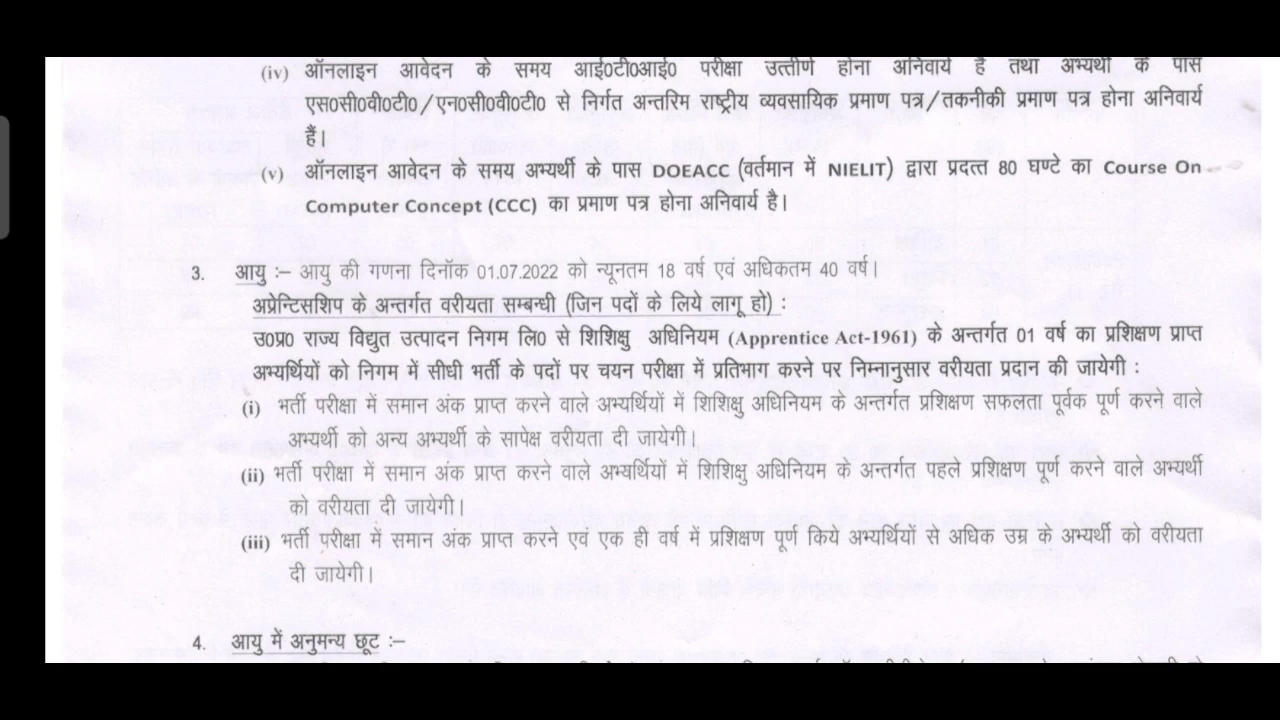 (iv) ऑनलाइन आवेदन के समय आई0टी0आई0 परीक्षा उत्तीर्ण होना अनिवार्य है तथा अभ्यर्थी के पास
एस0सी0वी0टी0/एन0सी0वी0टी0 से निर्गत अन्तरिम राष्ट्रीय व्यवसायिक प्रमाण पत्र/तकनीकी प्रमाण पत्र होना अनिवार्य
हैं।
(v) ऑनलाइन आवेदन के समय अभ्यर्थी के पास DOEACC (वर्तमान में NIELIT) द्वारा प्रदत्त 80 घण्टे का Course On
Computer Concept (CCC) का प्रमाण पत्र होना अनिवार्य है।
3. आयु :– आयु की गणना दिनॉक 01.07.2022 को न्यूनतम 18 वर्ष एवं अधिकतम 40 वर्ष।
अप्रेन्टिसशिप के अन्तर्गत वरीयता सम्बन्धी (जिन पदों के लिये लागू हो) :
उ0प्र0 राज्य विद्युत उत्पादन निगम लि0 से शिशिक्षु अधिनियम (Apprentice Act-1961) के अन्तर्गत 01 वर्ष का प्रशिक्षण प्राप्त
अभ्यर्थियों को निगम में सीधी भर्ती के पदों पर चयन परीक्षा में प्रतिभाग करने पर निम्नानुसार वरीयता प्रदान की जायेगी :
(i) भर्ती परीक्षा में समान अंक प्राप्त करने वाले अभ्यर्थियों में शिशिक्षु अधिनियम के अन्तर्गत प्रशिक्षण सफलता पूर्वक पूर्ण करने वाले
अभ्यर्थी को अन्य अभ्यर्थी के सापेक्ष वरीयता दी जायेगी।
(ii) भर्ती परीक्षा में समान अंक प्राप्त करने वाले अभ्यर्थियों में शिशिक्षु अधिनियम के अन्तर्गत पहले प्रशिक्षण पूर्ण करने वाले अभ्यर्थी
को वरीयता दी जायेगी।
(iii) भर्ती परीक्षा में समान अंक प्राप्त करने एवं एक ही वर्ष में प्रशिक्षण पूर्ण किये अभ्यर्थियों से अधिक उम्र के अभ्यर्थी को वरीयता
दी जायेगी।
4. आयु में अनुमन्य छूट :–